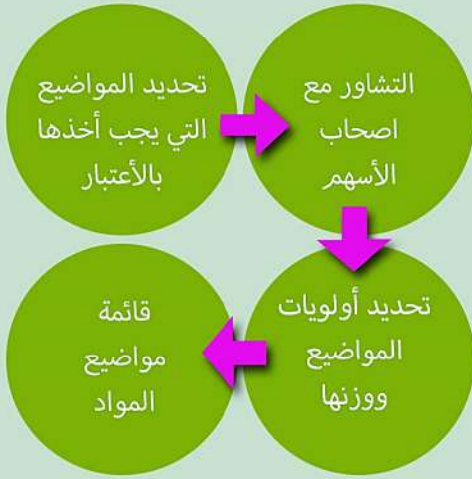 تحديد المواضيع
التي يجب أخذها
بالأعتبار
التشاور مع
اصحاب
الأسهم
تحديد أولويات
المواضيع
ووزنها
قائمة
مواضيع
المواد